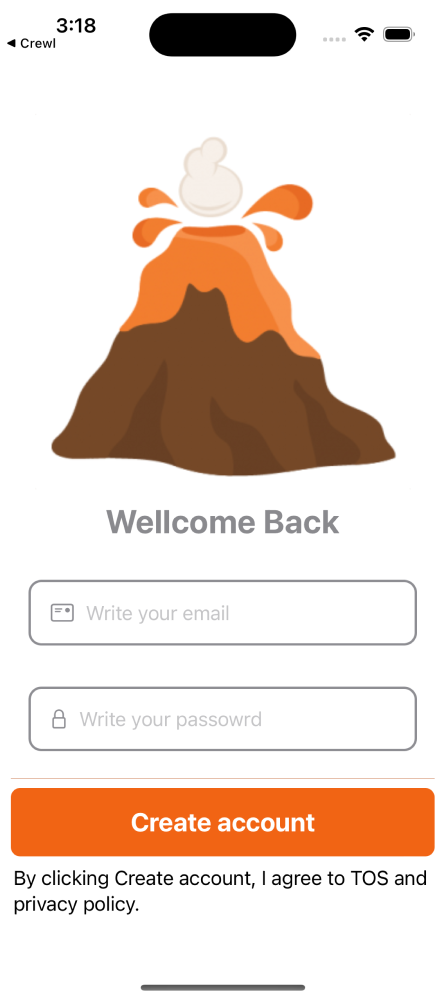 3:18
◀ Crewl
Wellcome Back
Write your email
Write your passowrd
Create account
By clicking Create account, I agree to TOS and
privacy policy.